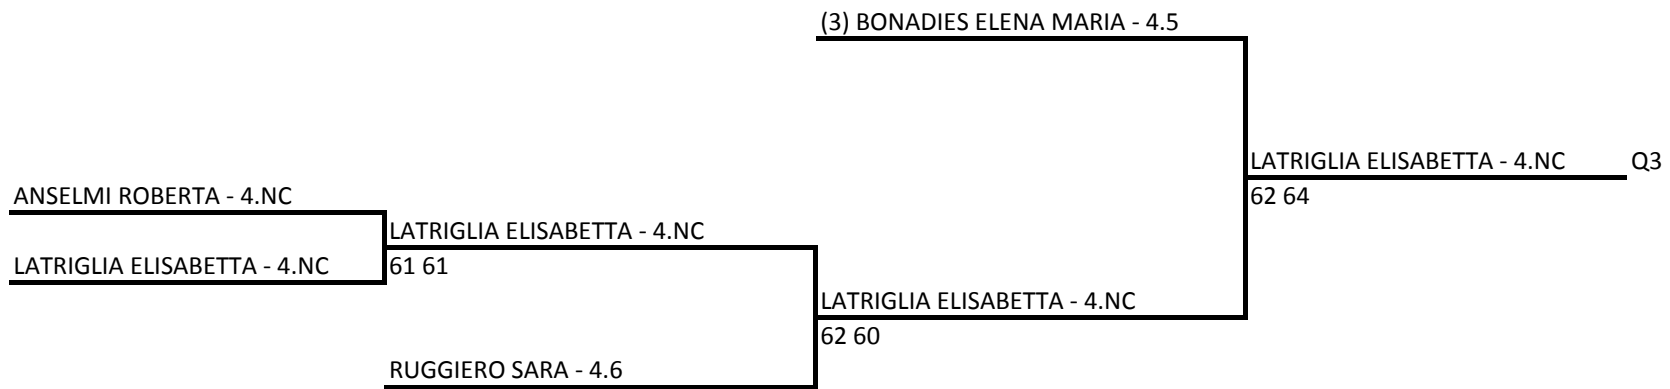 (3) BONADIES ELENA MARIA - 4.5
LATRIGLIA ELISABETTA - 4.NC Q3
ANSELMI ROBERTA - 4.NC
62 64
LATRIGLIA ELISABETTA - 4.NC
LATRIGLIA ELISABETTA - 4.NC
61 61
LATRIGLIA ELISABETTA - 4.NC
62 60
RUGGIERO SARA - 4.6